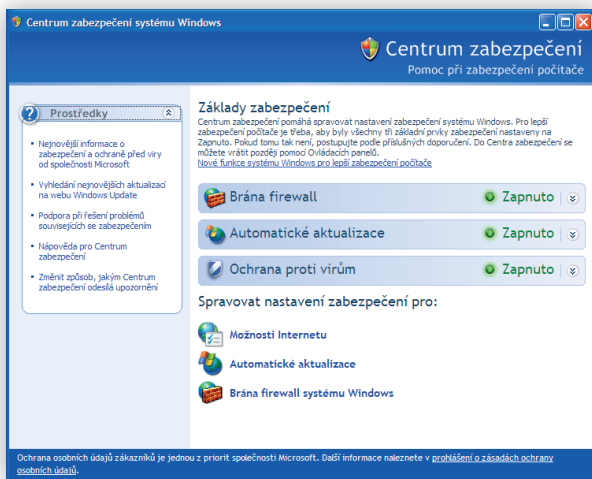 Centrum zabezpečení systému Windows
Centrum zabezpečení
Pomoc při zabezpečení počítače
Prostředky
Nejnovější informace o
zabezpečení a ochraně před viry
od společnosti Microsoft
Vyhledání nejnovějších aktualizací
na webu Windows Update
Podpora při řešení problémů
souvisejících se zabezpečením
Nápověda pro Centrum
zabezpečení
Změnit způsob, jakým Centrum
zabezpečení odesílá upozornění
Základy zabezpečení
Centrum zabezpečení pomáhá spravovat nastavení zabezpečení systému Windows. Pro lepší
zabezpečení počítače je třeba, aby byly všechny tři základní prvky zabezpečení nastaveny na
Zapnuto. Pokud tomu tak není, postupujte podle příslušných doporučení. Do Centra zabezpečení se
můžete vrátit později pomocí Ovládacích panelů.
Nové funkce systému Windows pro lepší zabezpečení počítače
Brána firewall Zapnuto
Automatické aktualizace Zapnuto
Ochrana proti virům Zapnuto
Spravovat nastavení zabezpečení pro:
Možnosti Internetu
Automatické aktualizace
Brána firewall systému Windows
Ochrana osobních údajů zákazníků je jednou z priorit společnosti Microsoft. Další informace naleznete v prohlášení o zásadách ochrany
osobních údajů.